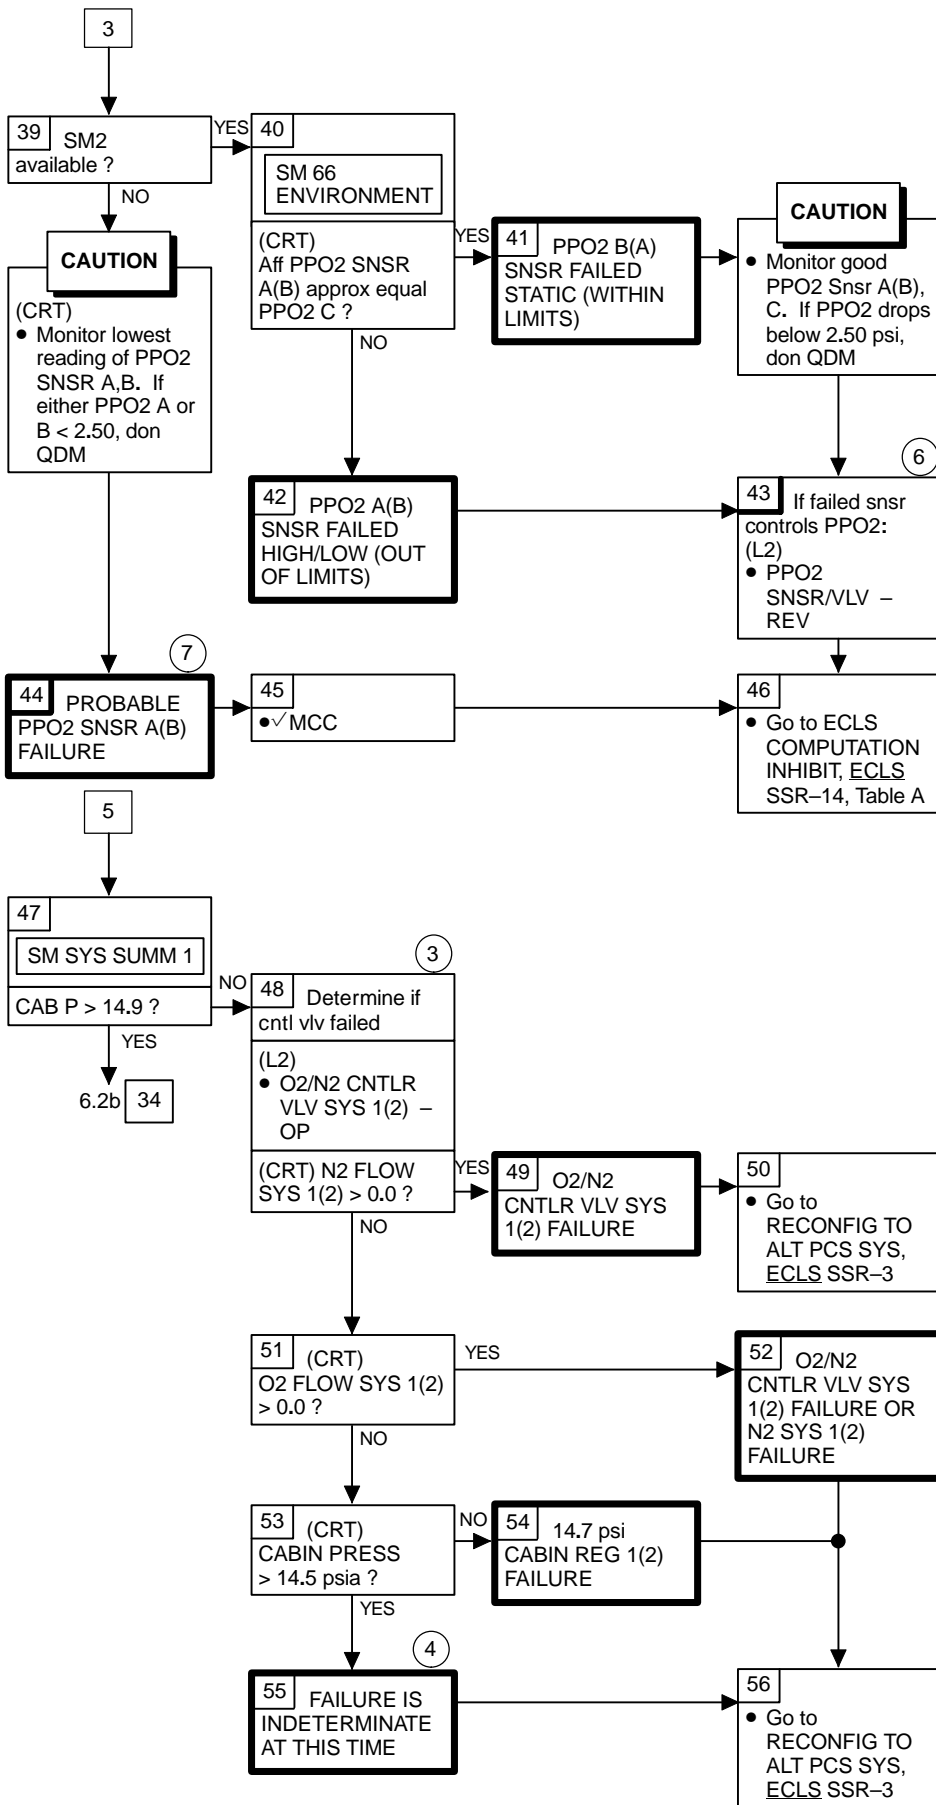 3
39 SM2
available ?
YES
NO
40
SM 66
ENVIRONMENT
(CRT)
Aff PPO2 SNSR
A(B) approx equal
PPO2 C ?
YES
NO
41 PPO2 B(A)
SNSR FAILED
STATIC (WITHIN
LIMITS)
CAUTION
• Monitor good
PPO2 Snsr A(B),
C. If PPO2 drops
below 2.50 psi,
don QDM
CAUTION
(CRT)
• Monitor lowest
reading of PPO2
SNSR A,B. If
either PPO2 A or
B < 2.50, don
QDM
42 PPO2 A(B)
SNSR FAILED
HIGH/LOW (OUT
OF LIMITS)
6
43 If failed snsr
controls PPO2:
(L2)
• PPO2
SNSR/VLV –
REV
7
44 PROBABLE
PPO2 SNSR A(B)
FAILURE
45
•√MCC
46
• Go to ECLS
COMPUTATION
INHIBIT, ECLS
SSR–14, Table A
5
47
SM SYS SUMM 1
CAB P > 14.9 ?
NO
YES
6.2b 34
3
48 Determine if
cntl vlv failed
(L2)
• O2/N2 CNTLR
VLV SYS 1(2) –
OP
(CRT) N2 FLOW
SYS 1(2) > 0.0 ?
YES
NO
49 O2/N2
CNTLR VLV SYS
1(2) FAILURE
50
• Go to
RECONFIG TO
ALT PCS SYS,
ECLS SSR–3
51 (CRT)
O2 FLOW SYS 1(2)
> 0.0 ?
YES
NO
52 O2/N2
CNTLR VLV SYS
1(2) FAILURE OR
N2 SYS 1(2)
FAILURE
53 (CRT)
CABIN PRESS
> 14.5 psia ?
NO
YES
54 14.7 psi
CABIN REG 1(2)
FAILURE
4
55 FAILURE IS
INDETERMINATE
AT THIS TIME
56
• Go to
RECONFIG TO
ALT PCS SYS,
ECLS SSR–3